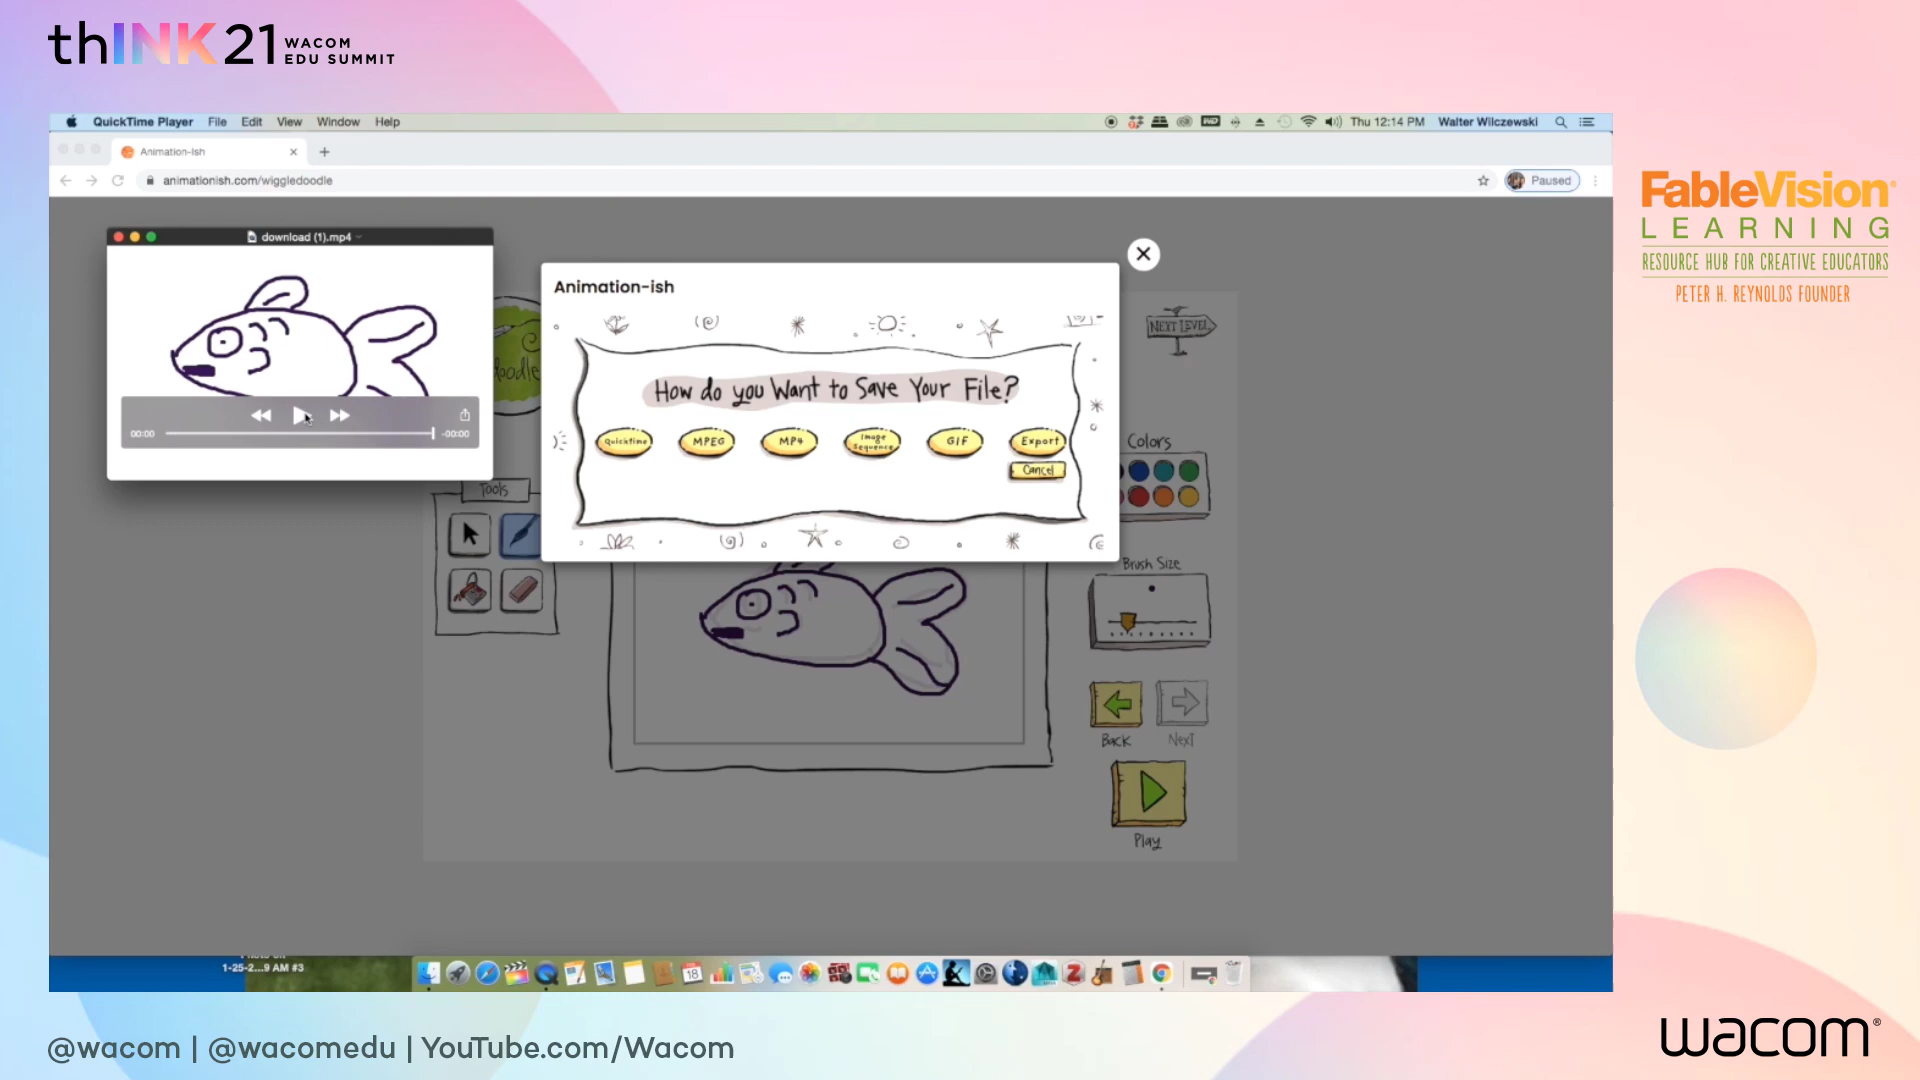 thINK21 WACOM EDU SUMMIT
QuickTime Player File Edit View Window Help
Thu 12:14 PM Walter Wilczewski
Animation-ish
animationish.com/wiggledoodle
Paused
download (1).mp4
00:00
-00:00
Animation-ish
How do you Want to Save Your File?
Quicktime MPEG MP4 Image Sequence GIF Export
Cancel
doodle
NEXT LEVEL
Tools
Colors
Brush Size
Back Next
Play
1-25-2...9 AM #3
18
FableVision®
LEARNING
RESOURCE HUB FOR CREATIVE EDUCATORS
PETER H. REYNOLDS FOUNDER
@wacom | @wacomedu | YouTube.com/Wacom
wacom®